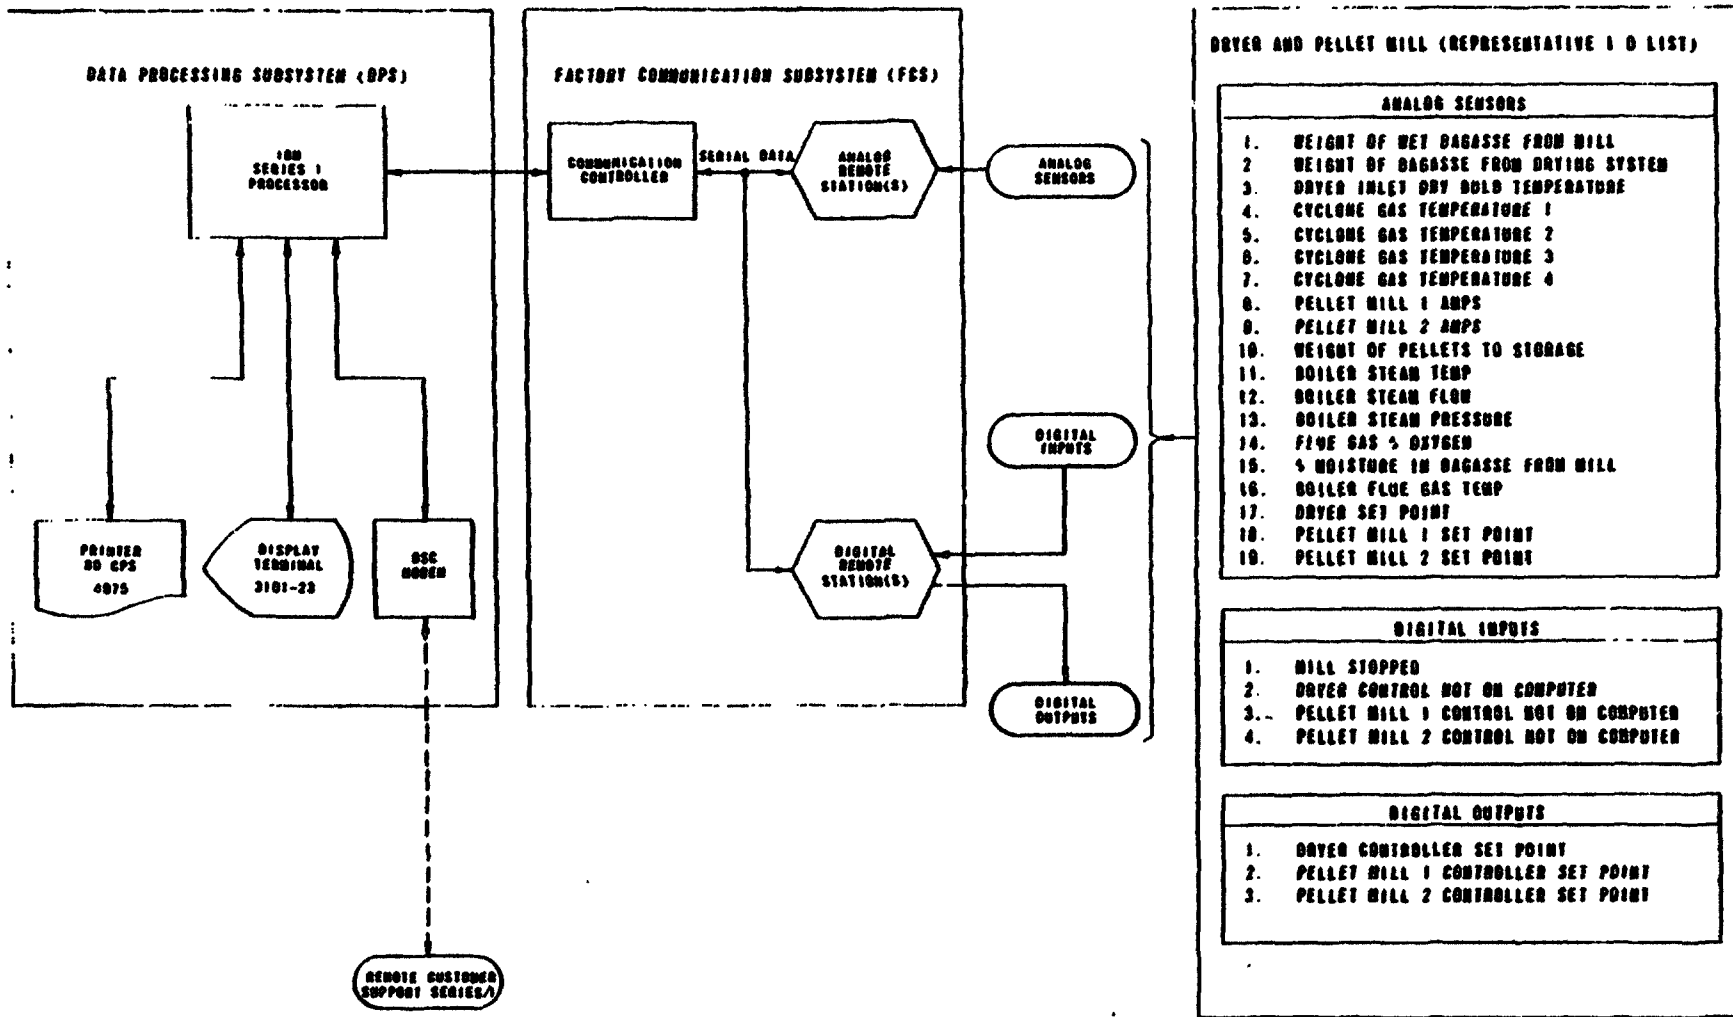 DATA PROCESSING SUBSYSTEM (DPS)
IBM
SERIES 1
PROCESSOR
PRINTER
80 CPS
4975
DISPLAY
TERMINAL
3101-23
BSC
MODEM
REMOTE CUSTOMER
SUPPORT SERIES/1
FACTORY COMMUNICATION SUBSYSTEM (FCS)
COMMUNICATION
CONTROLLER
SERIAL DATA
ANALOG
REMOTE
STATION(S)
DIGITAL
REMOTE
STATION(S)
ANALOG
SENSORS
DIGITAL
INPUTS
DIGITAL
OUTPUTS
DRYER AND PELLET MILL (REPRESENTATIVE I O LIST)
ANALOG SENSORS
1. WEIGHT OF WET BAGASSE FROM MILL
2 WEIGHT OF BAGASSE FROM DRYING SYSTEM
3. DRYER INLET DRY BULB TEMPERATURE
4. CYCLONE GAS TEMPERATURE 1
5. CYCLONE GAS TEMPERATURE 2
6. CYCLONE GAS TEMPERATURE 3
7. CYCLONE GAS TEMPERATURE 4
8. PELLET MILL 1 AMPS
9. PELLET MILL 2 AMPS
10. WEIGHT OF PELLETS TO STORAGE
11. BOILER STEAM TEMP
12. BOILER STEAM FLOW
13. BOILER STEAM PRESSURE
14. FLUE GAS % OXYGEN
15. % MOISTURE IN BAGASSE FROM MILL
16. BOILER FLUE GAS TEMP
17. DRYER SET POINT
18. PELLET MILL 1 SET POINT
19. PELLET MILL 2 SET POINT
DIGITAL INPUTS
1. MILL STOPPED
2. DRYER CONTROL NOT ON COMPUTER
3. PELLET MILL 1 CONTROL NOT ON COMPUTER
4. PELLET MILL 2 CONTROL NOT ON COMPUTER
DIGITAL OUTPUTS
1. DRYER CONTROLLER SET POINT
2. PELLET MILL 1 CONTROLLER SET POINT
3. PELLET MILL 2 CONTROLLER SET POINT